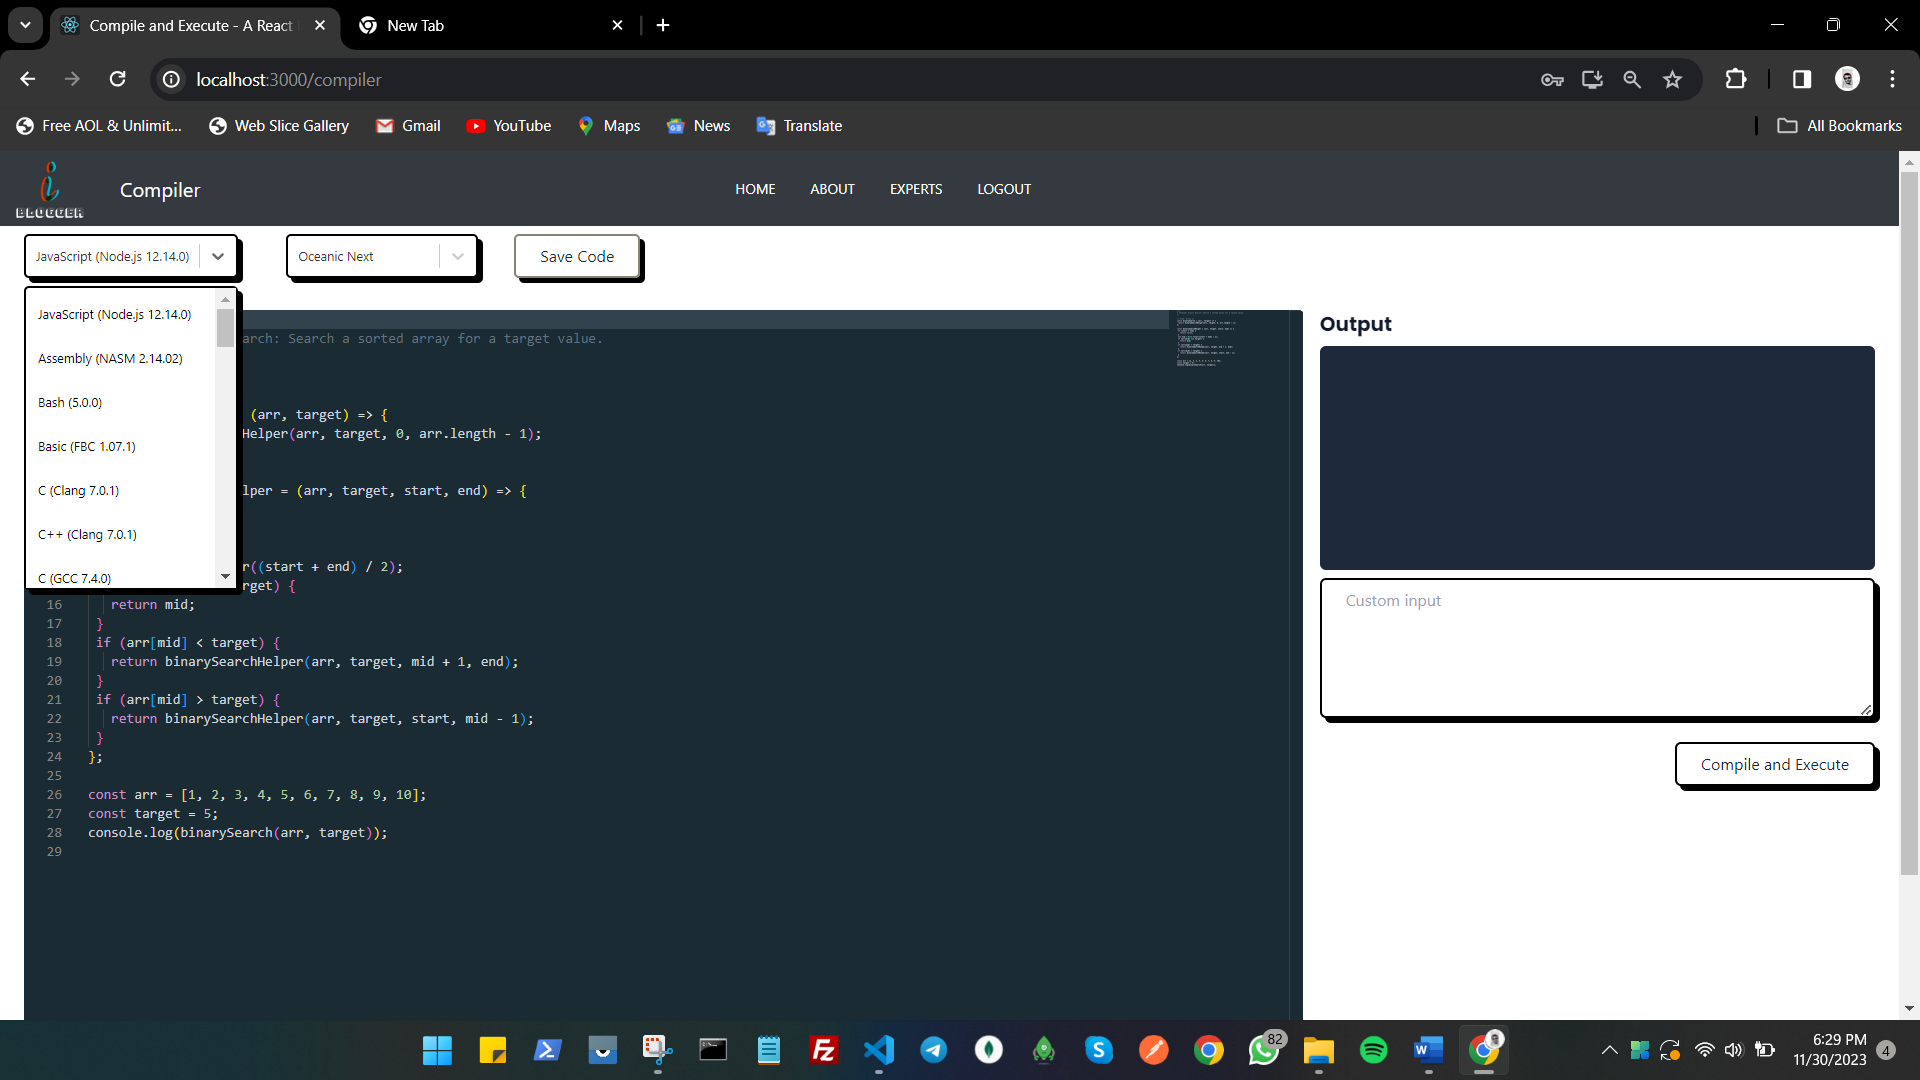 Compile and Execute - A React
New Tab
localhost:3000/compiler
Free AOL & Unlimit...
Web Slice Gallery
Gmail
YouTube
Maps
News
Translate
All Bookmarks
BLOGGER
Compiler
HOME
ABOUT
EXPERTS
LOGOUT
JavaScript (Node.js 12.14.0)
Oceanic Next
Save Code
JavaScript (Node.js 12.14.0)
Assembly (NASM 2.14.02)
Bash (5.0.0)
Basic (FBC 1.07.1)
C (Clang 7.0.1)
C++ (Clang 7.0.1)
C (GCC 7.4.0)
arch: Search a sorted array for a target value.
(arr, target) => {
Helper(arr, target, 0, arr.length - 1);
lper = (arr, target, start, end) => {
r((start + end) / 2);
rget) {
16 return mid;
17 }
18 if (arr[mid] < target) {
19 return binarySearchHelper(arr, target, mid + 1, end);
20 }
21 if (arr[mid] > target) {
22 return binarySearchHelper(arr, target, start, mid - 1);
23 }
24 };
25
26 const arr = [1, 2, 3, 4, 5, 6, 7, 8, 9, 10];
27 const target = 5;
28 console.log(binarySearch(arr, target));
29
Output
Custom input
Compile and Execute
82
6:29 PM
11/30/2023
4